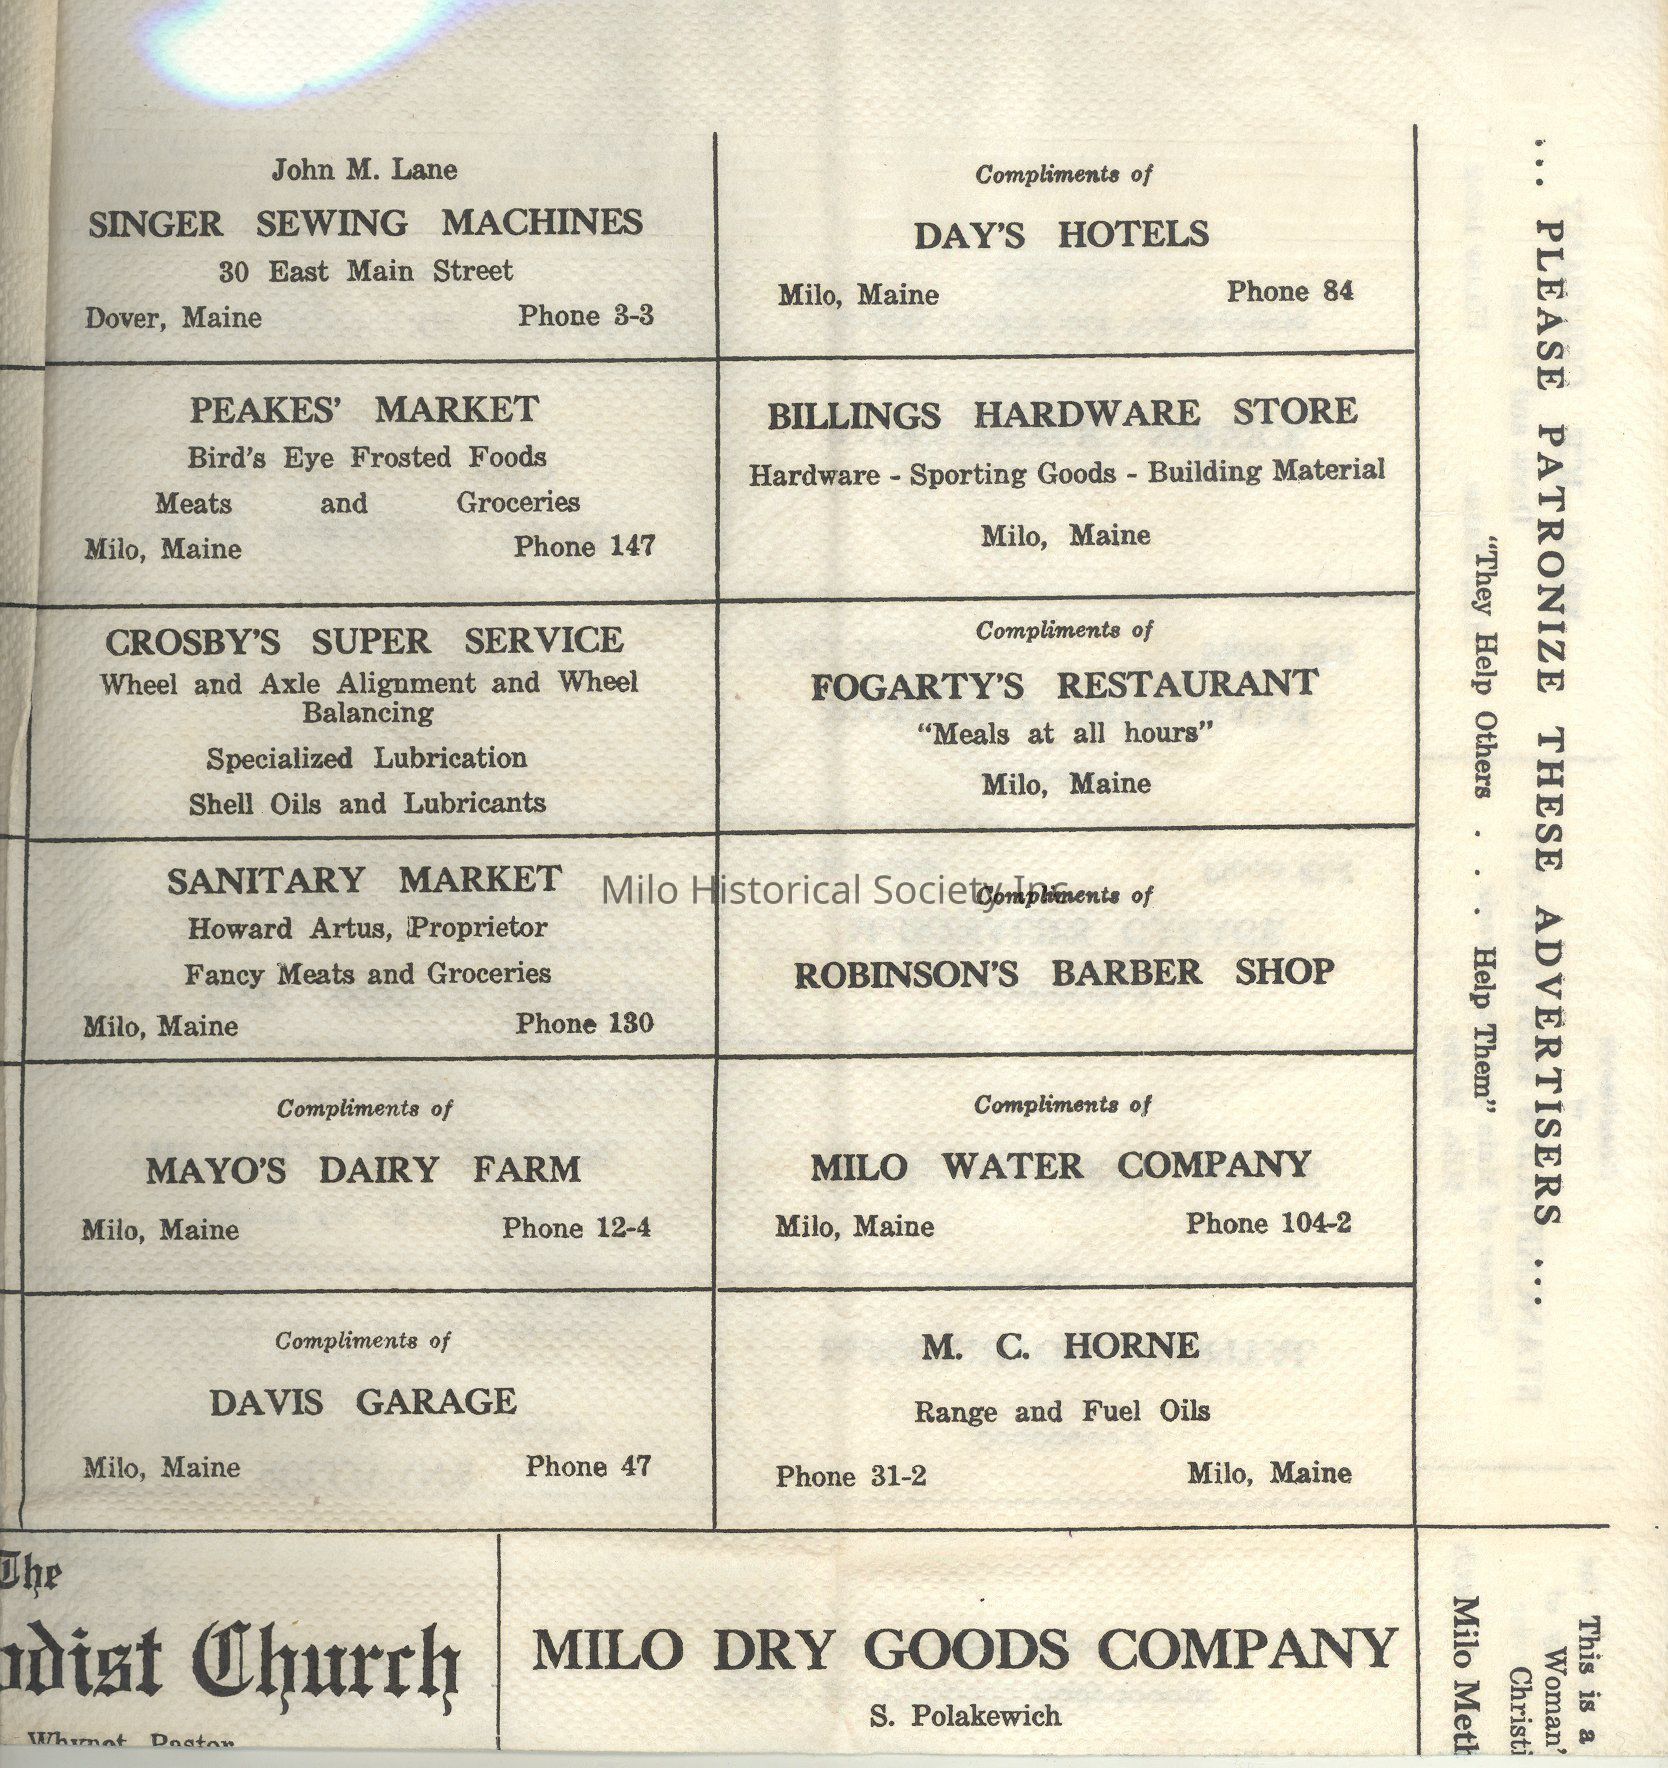 John M. Lane
SINGER SEWING MACHINES
30 East Main Street
Dover, Maine Phone 3-3
Compliments of
DAY'S HOTELS
Milo, Maine Phone 84
PEAKES' MARKET
Bird's Eye Frosted Foods
Meats and Groceries
Milo, Maine Phone 147
BILLINGS HARDWARE STORE
Hardware - Sporting Goods - Building Material
Milo, Maine
CROSBY'S SUPER SERVICE
Wheel and Axle Alignment and Wheel
Balancing
Specialized Lubrication
Shell Oils and Lubricants
Compliments of
FOGARTY'S RESTAURANT
"Meals at all hours"
Milo, Maine
SANITARY MARKET
Howard Artus, Proprietor
Fancy Meats and Groceries
Milo, Maine Phone 130
Milo Historical Society Inc.
Compliments of
ROBINSON'S BARBER SHOP
Compliments of
MAYO'S DAIRY FARM
Milo, Maine Phone 12-4
Compliments of
MILO WATER COMPANY
Milo, Maine Phone 104-2
Compliments of
DAVIS GARAGE
Milo, Maine Phone 47
M. C. HORNE
Range and Fuel Oils
Phone 31-2 Milo, Maine
The
odist Church
Whynot, Pastor
MILO DRY GOODS COMPANY
S. Polakewich
... PLEASE PATRONIZE THESE ADVERTISERS ...
"They Help Others . . . Help Them"
This is a
Woman'
Christi
Milo Meth